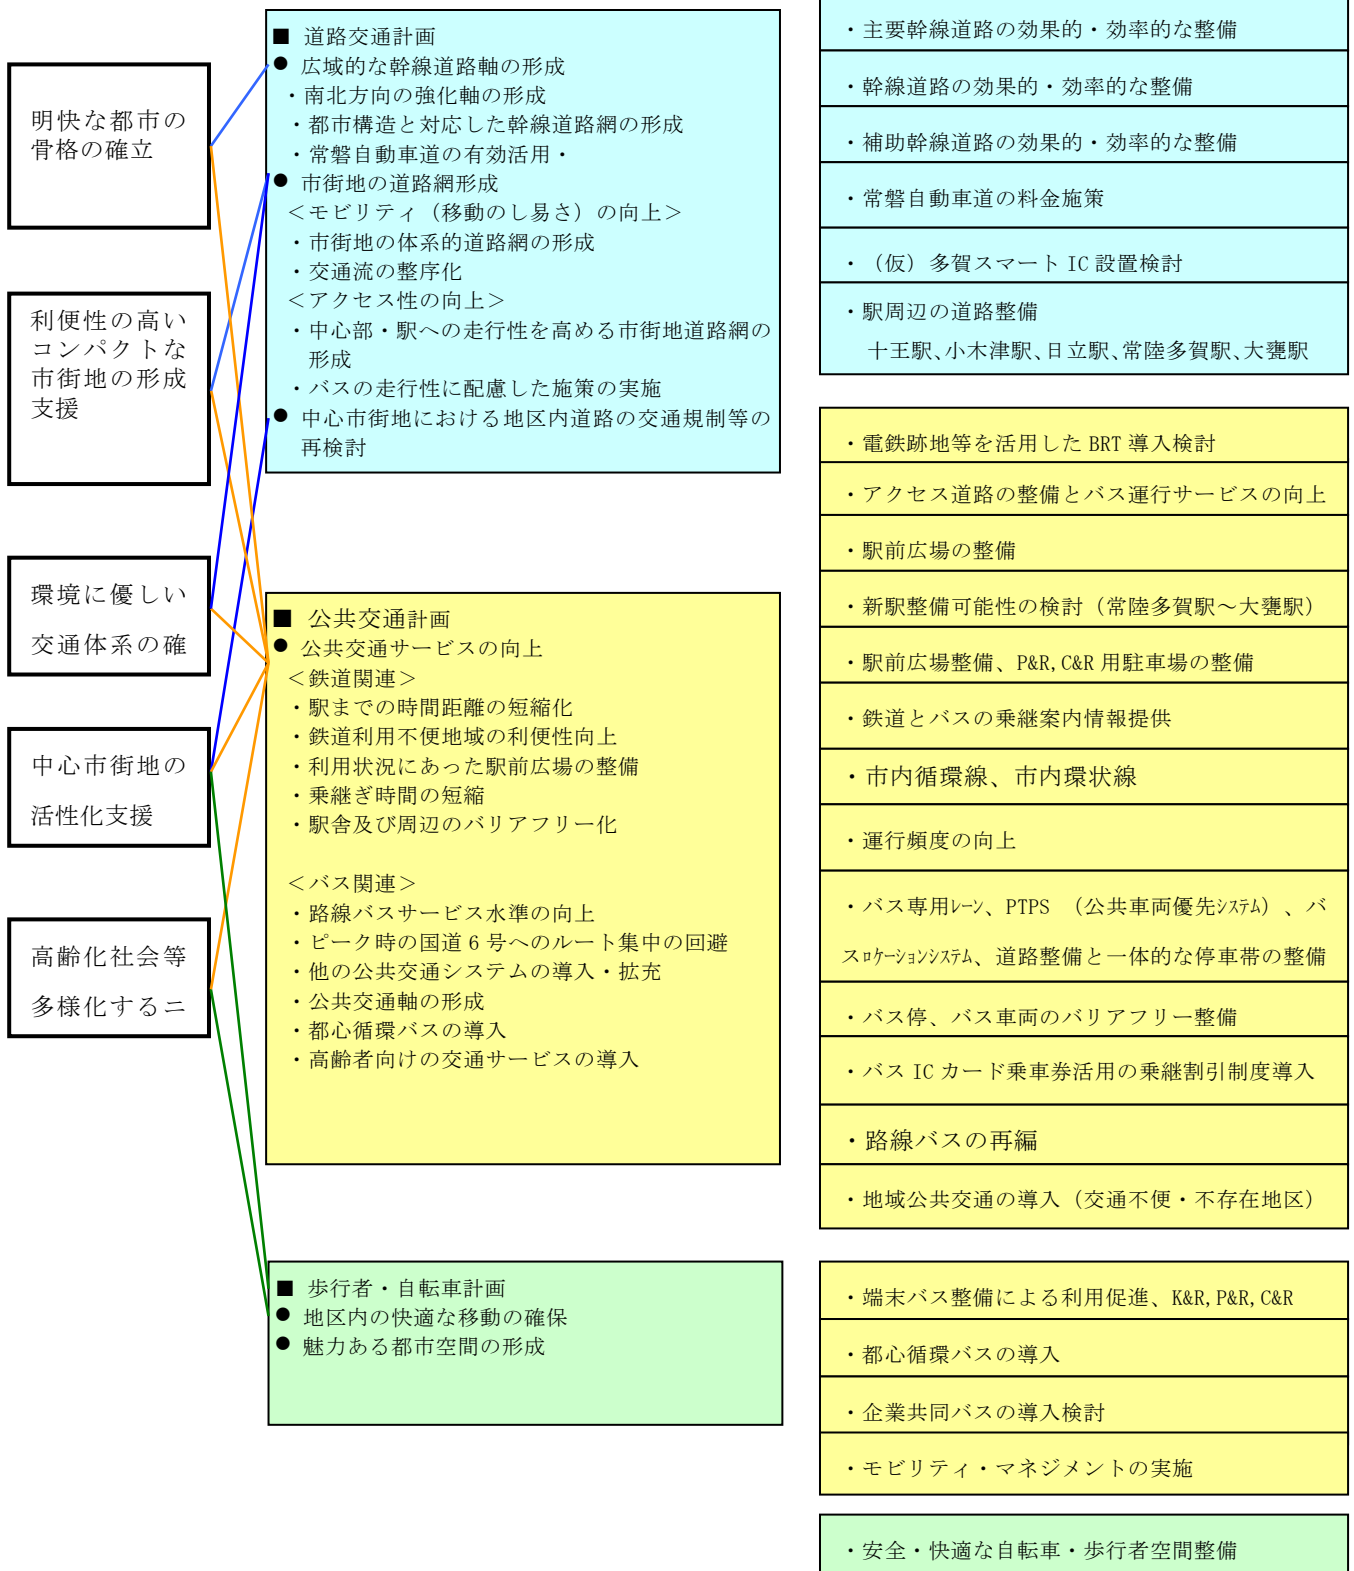 明快な都市の
骨格の確立
利便性の高い
コンパクトな
市街地の形成
支援
環境に優しい
交通体系の確
中心市街地の
活性化支援
高齢化社会等
多様化するニ
■ 道路交通計画
● 広域的な幹線道路軸の形成
・南北方向の強化軸の形成
・都市構造と対応した幹線道路網の形成
・常磐自動車道の有効活用・
● 市街地の道路網形成
＜モビリティ（移動のし易さ）の向上＞
・市街地の体系的道路網の形成
・交通流の整序化
＜アクセス性の向上＞
・中心部・駅への走行性を高める市街地道路網の
形成
・バスの走行性に配慮した施策の実施
● 中心市街地における地区内道路の交通規制等の
再検討
■ 公共交通計画
● 公共交通サービスの向上
＜鉄道関連＞
・駅までの時間距離の短縮化
・鉄道利用不便地域の利便性向上
・利用状況にあった駅前広場の整備
・乗継ぎ時間の短縮
・駅舎及び周辺のバリアフリー化
＜バス関連＞
・路線バスサービス水準の向上
・ピーク時の国道６号へのルート集中の回避
・他の公共交通システムの導入・拡充
・公共交通軸の形成
・都心循環バスの導入
・高齢者向けの交通サービスの導入
■ 歩行者・自転車計画
● 地区内の快適な移動の確保
● 魅力ある都市空間の形成
・主要幹線道路の効果的・効率的な整備
・幹線道路の効果的・効率的な整備
・補助幹線道路の効果的・効率的な整備
・常磐自動車道の料金施策
・（仮）多賀スマート IC 設置検討
・駅周辺の道路整備
十王駅、小木津駅、日立駅、常陸多賀駅、大甕駅
・電鉄跡地等を活用した BRT 導入検討
・アクセス道路の整備とバス運行サービスの向上
・駅前広場の整備
・新駅整備可能性の検討（常陸多賀駅～大甕駅）
・駅前広場整備、P&R,C&R 用駐車場の整備
・鉄道とバスの乗継案内情報提供
・市内循環線、市内環状線
・運行頻度の向上
・バス専用ﾚｰﾝ、PTPS （公共車両優先ｼｽﾃﾑ）、バ
スﾛｹｰｼｮﾝｼｽﾃﾑ、道路整備と一体的な停車帯の整備
・バス停、バス車両のバリアフリー整備
・バス IC カード乗車券活用の乗継割引制度導入
・路線バスの再編
・地域公共交通の導入（交通不便・不存在地区）
・端末バス整備による利用促進、K&R,P&R,C&R
・都心循環バスの導入
・企業共同バスの導入検討
・モビリティ・マネジメントの実施
・安全・快適な自転車・歩行者空間整備